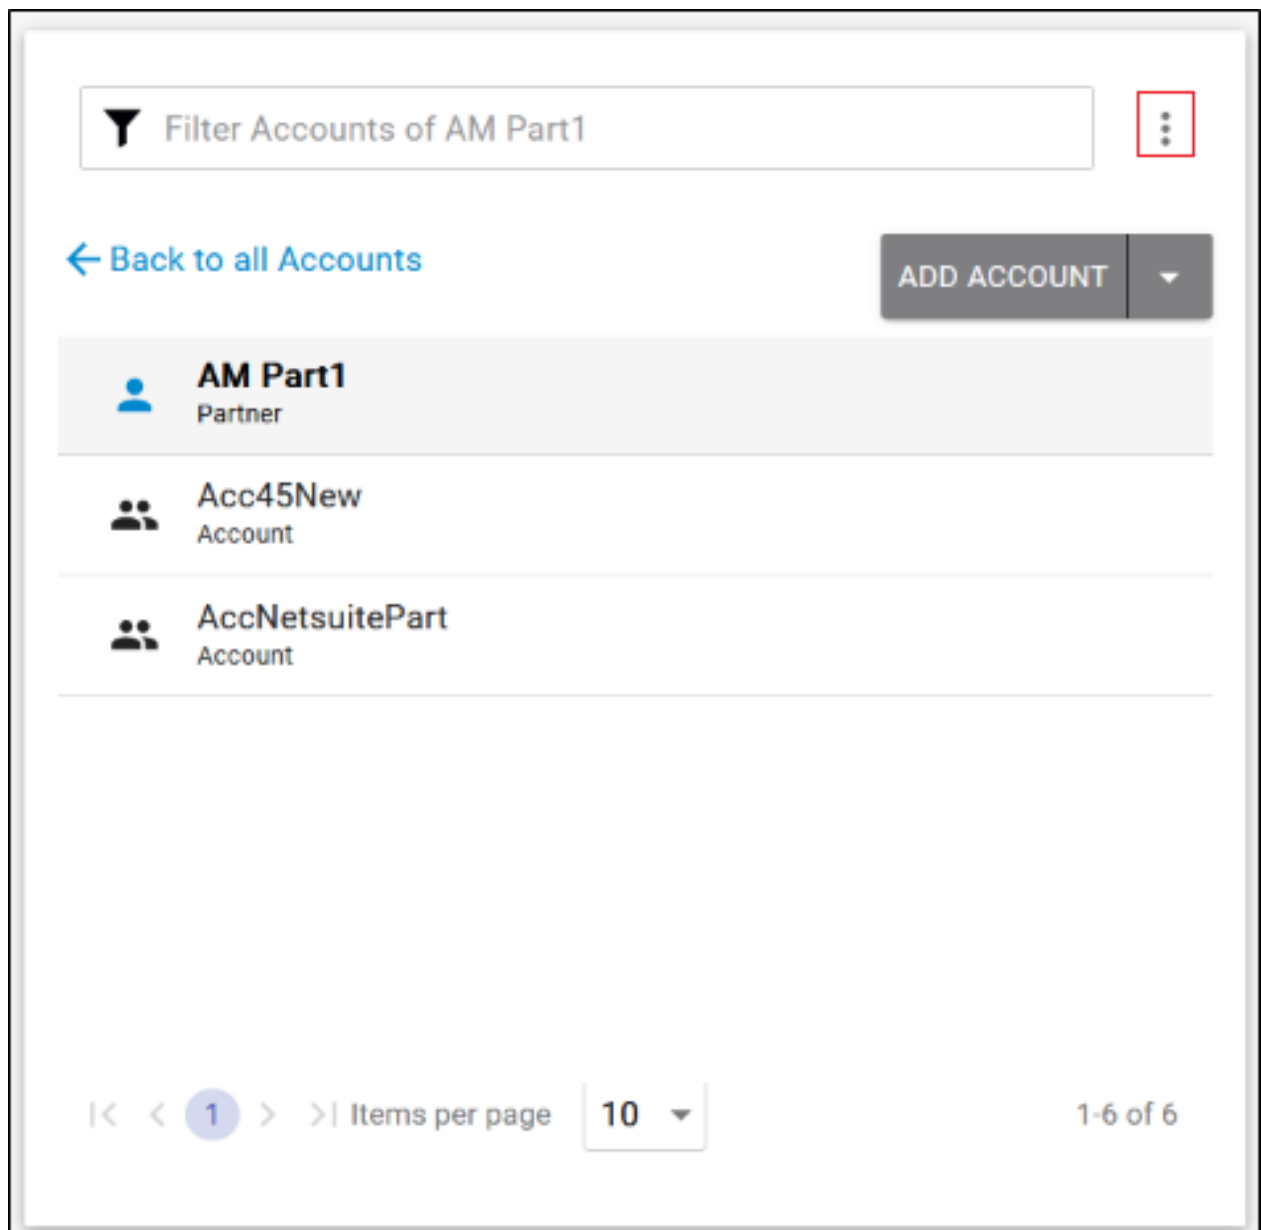 Filter Accounts of AM Part1
Back to all Accounts
ADD ACCOUNT
AM Part1
Partner
Acc45New
Account
AccNetsuitePart
Account
1 Items per page 10 1-6 of 6